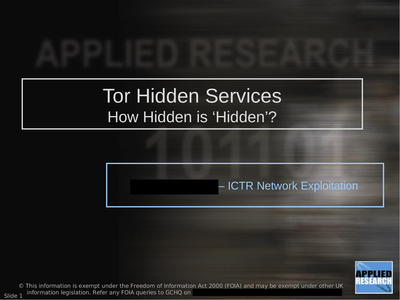 APPLIED RESEARCH
Tor Hidden Services
How Hidden is ‘Hidden’?
101101
– ICTR Network Exploitation
APPLIED
RESEARCH
© This information is exempt under the Freedom of Information Act 2000 (FOIA) and may be exempt under other UK
information legislation. Refer any FOIA queries to GCHQ on
Slide 1